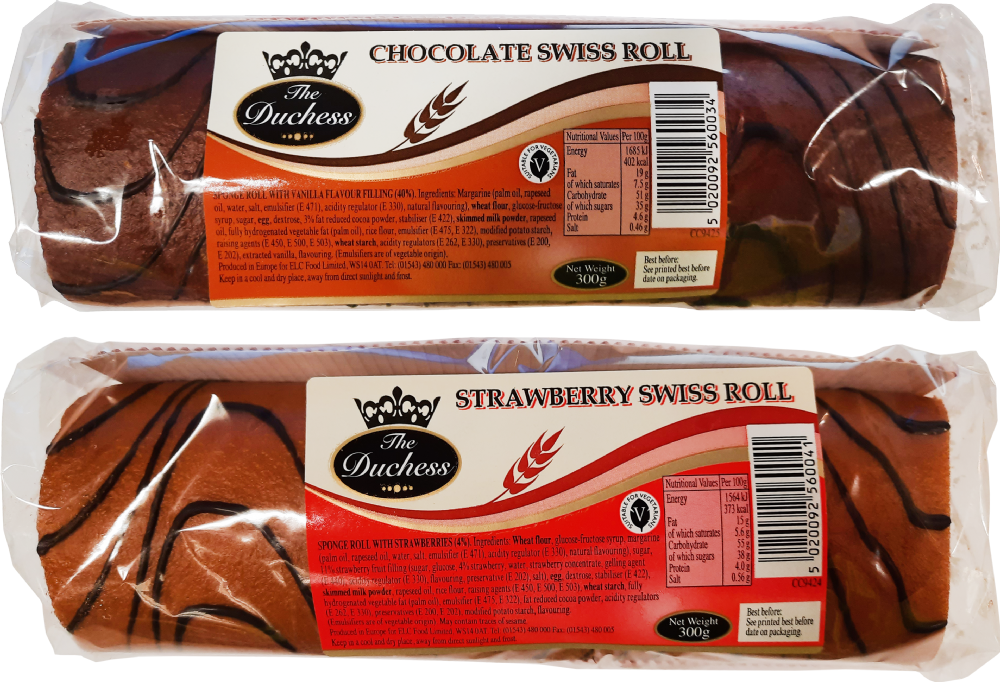 CHOCOLATE SWISS ROLL
The
Duchess
SUITABLE FOR VEGETARIANS
V
Nutritional Values Per 100g
Energy 1685 kJ
402 kcal
Fat 19 g
of which saturates 7.5 g
Carbohydrate 51 g
of which sugars 35 g
Protein 4.6 g
Salt 0.46 g
5 020092 560034
CC9425
SPONGE ROLL WITH VANILLA FLAVOUR FILLING (40%). Ingredients: Margarine (palm oil, rapeseed
oil, water, salt, emulsifier (E 471), acidity regulator (E 330), natural flavouring), wheat flour, glucose-fructose
syrup, sugar, egg, dextrose, 3% fat reduced cocoa powder, stabiliser (E 422), skimmed milk powder, rapeseed
oil, fully hydrogenated vegetable fat (palm oil), rice flour, emulsifier (E 475, E 322), modified potato starch,
raising agents (E 450, E 500, E 503), wheat starch, acidity regulators (E 262, E 330), preservatives (E 200,
E 202), extracted vanilla, flavouring. (Emulsifiers are of vegetable origin).
Produced in Europe for ELC Food Limited, WS14 0AT. Tel: (01543) 480 000 Fax: (01543) 480 005
Keep in a cool and dry place, away from direct sunlight and frost.
Net Weight
300g
Best before:
See printed best before
date on packaging.
STRAWBERRY SWISS ROLL
The
Duchess
SUITABLE FOR VEGETARIANS
V
Nutritional Values Per 100g
Energy 1564 kJ
373 kcal
Fat 15 g
of which saturates 5.6 g
Carbohydrate 55 g
of which sugars 38 g
Protein 4.0 g
Salt 0.56 g
5 020092 560041
CC9424
SPONGE ROLL WITH STRAWBERRIES (4%). Ingredients: Wheat flour, glucose-fructose syrup, margarine
(palm oil, rapeseed oil, water, salt, emulsifier (E 471), acidity regulator (E 330), natural flavouring), sugar,
11% strawberry fruit filling (sugar, glucose, 4% strawberry, water, strawberry concentrate, gelling agent
(E 440), acidity regulator (E 330), flavouring, preservative (E 202), salt), egg, dextrose, stabiliser (E 422),
skimmed milk powder, rapeseed oil, rice flour, raising agents (E 450, E 500, E 503), wheat starch, fully
hydrogenated vegetable fat (palm oil), emulsifier (E 475, E 322), fat reduced cocoa powder, acidity regulators
(E 262, E 330), preservatives (E 200, E 202), modified potato starch, flavouring.
(Emulsifiers are of vegetable origin). May contain traces of sesame.
Produced in Europe for ELC Food Limited, WS14 0AT. Tel: (01543) 480 000 Fax: (01543) 480 005
Keep in a cool and dry place, away from direct sunlight and frost.
Net Weight
300g
Best before:
See printed best before
date on packaging.